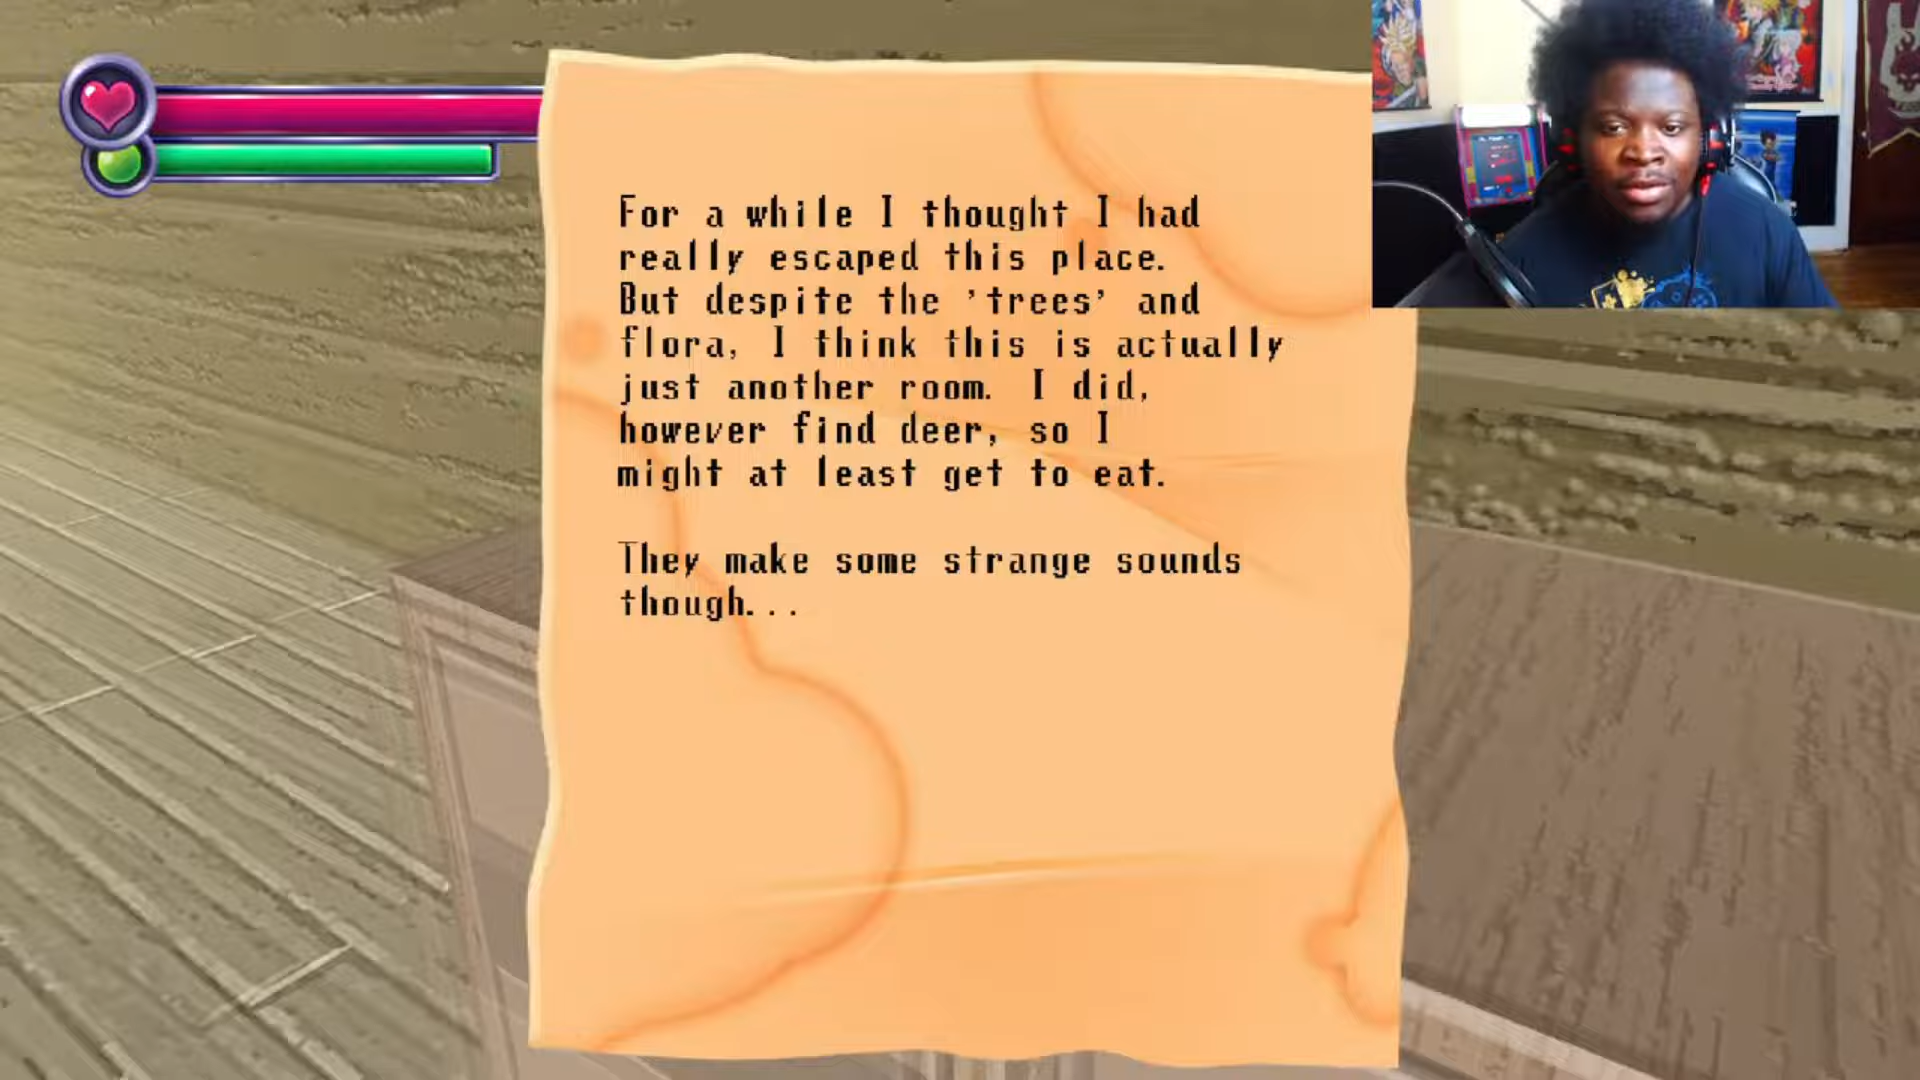 For a while I thought I had
really escaped this place.
But despite the 'trees' and
flora, I think this is actually
just another room. I did,
however find deer, so I
might at least get to eat.
They make some strange sounds
though...